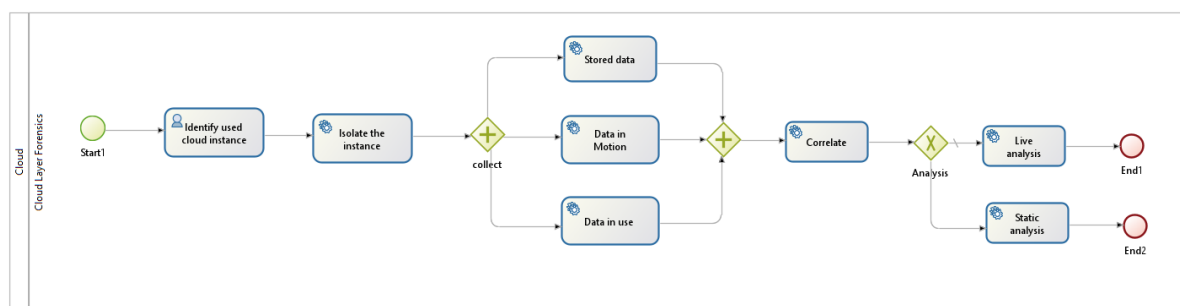 Cloud
Cloud Layer Forensics
Start1
Identify used
cloud instance
Isolate the
instance
collect
Stored data
Data in
Motion
Data in use
Correlate
Analysis
Live
analysis
End1
Static
analysis
End2